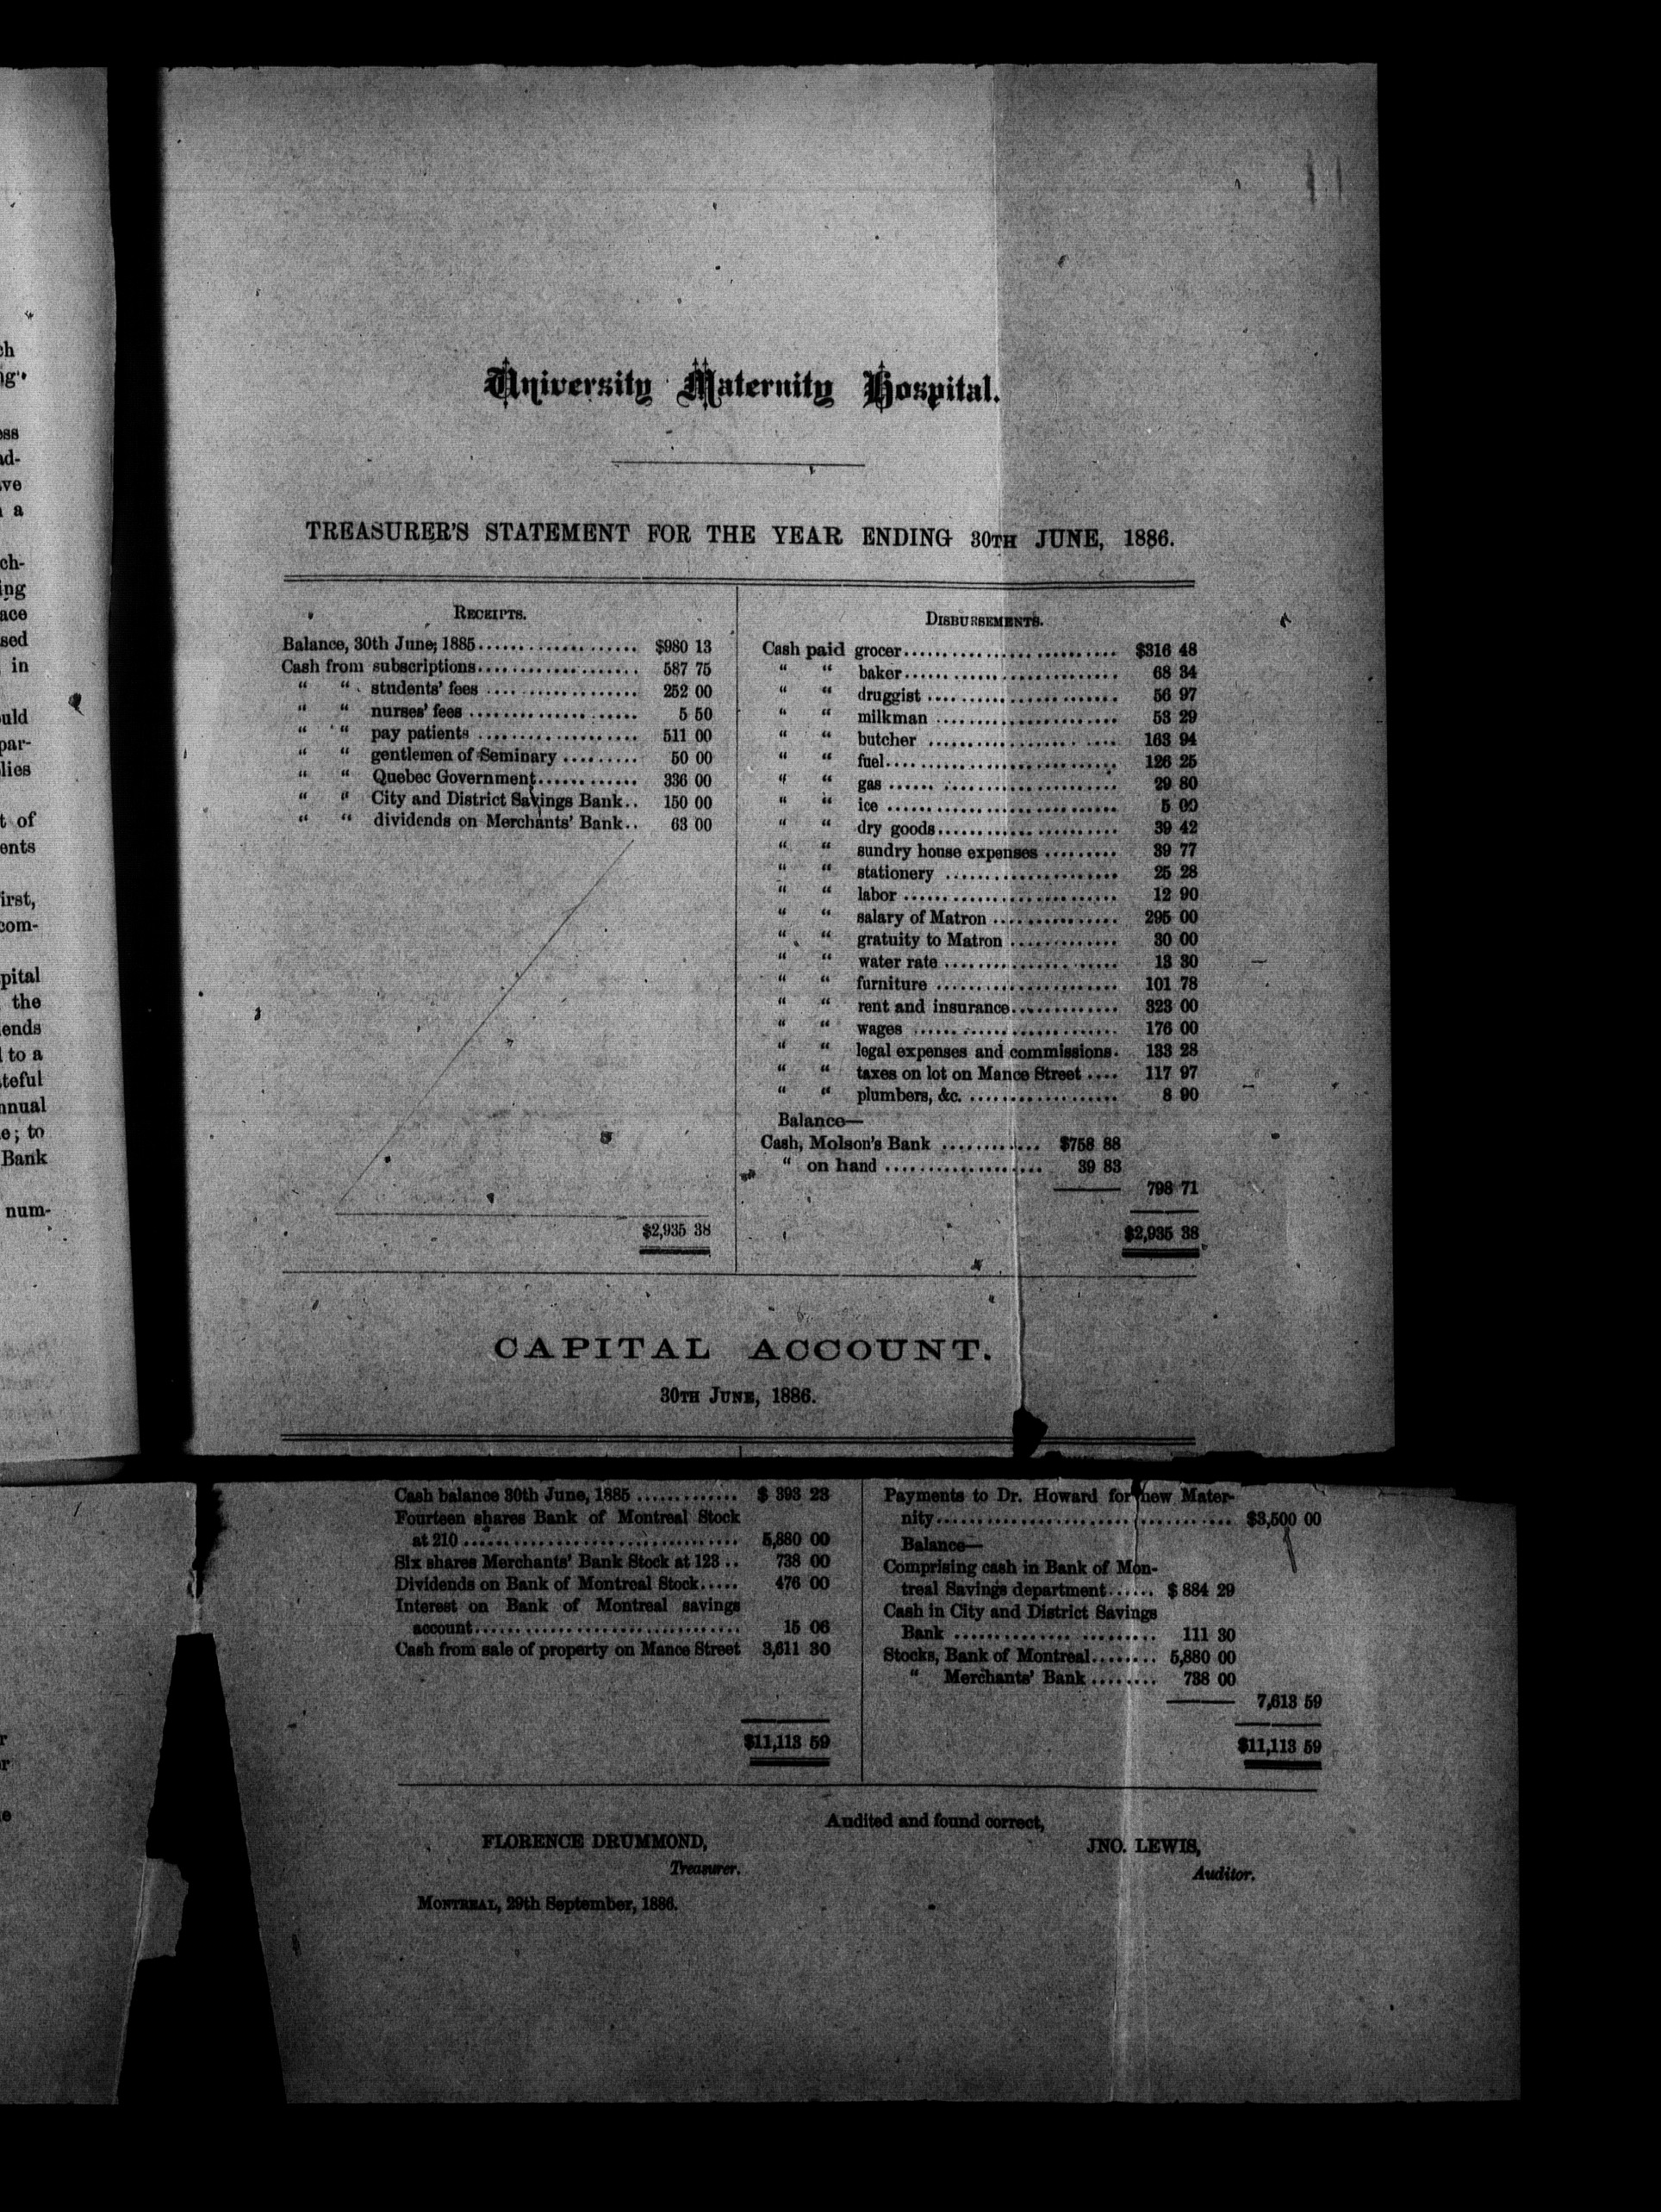 University Maternity Hospital.
TREASURER'S STATEMENT FOR THE YEAR ENDING 30TH JUNE, 1886.
RECEIPTS.
Balance, 30th June, 1885.................... $980 13
Cash from subscriptions.................... 587 75
“ “ students' fees .................... 252 00
“ “ nurses' fees .................... 5 50
“ “ pay patients .................... 511 00
“ “ gentlemen of Seminary ......... 50 00
“ “ Quebec Government............ 336 00
“ “ City and District Savings Bank.. 150 00
“ “ dividends on Merchants' Bank.. 63 00
$2,935 38
DISBURSEMENTS.
Cash paid grocer............................ $316 48
“ “ baker............................ 68 34
“ “ druggist ........................ 56 97
“ “ milkman ........................ 53 29
“ “ butcher ........................ 163 94
“ “ fuel............................ 126 25
“ “ gas ............................ 29 80
“ “ ice ............................ 5 00
“ “ dry goods........................ 39 42
“ “ sundry house expenses ......... 39 77
“ “ stationery ...................... 25 28
“ “ labor ............................ 12 90
“ “ salary of Matron ................ 295 00
“ “ gratuity to Matron ............. 30 00
“ “ water rate ...................... 13 30
“ “ furniture ...................... 101 78
“ “ rent and insurance............. 323 00
“ “ wages .......................... 176 00
“ “ legal expenses and commissions. 133 28
“ “ taxes on lot on Mance Street .... 117 97
“ “ plumbers, &c. ................... 8 90
Balance—
Cash, Molson's Bank ............ $758 88
“ on hand ................... 39 83
798 71
$2,935 38
CAPITAL ACCOUNT.
30TH JUNE, 1886.
Cash balance 30th June, 1885 ............. $ 393 23
Fourteen shares Bank of Montreal Stock
at 210 .................................. 5,880 00
Six shares Merchants' Bank Stock at 123 .. 738 00
Dividends on Bank of Montreal Stock..... 476 00
Interest on Bank of Montreal savings
account.................................. 15 06
Cash from sale of property on Mance Street 3,611 30
$11,113 59
Payments to Dr. Howard for new Mater-
nity...................................... $3,500 00
Balance—
Comprising cash in Bank of Mon-
treal Savings department...... $ 884 29
Cash in City and District Savings
Bank ......................... 111 30
Stocks, Bank of Montreal........ 5,880 00
“ Merchants' Bank ........ 738 00
7,613 59
$11,113 59
Audited and found correct,
FLORENCE DRUMMOND,
Treasurer.
JNO. LEWIS,
Auditor.
MONTREAL, 29th September, 1886.